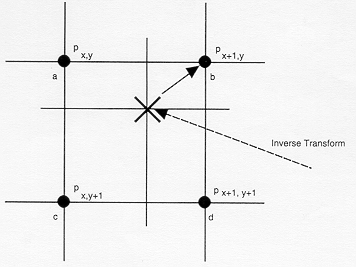 p x,y
p x+1,y
a
b
Inverse Transform
p x,y+1
p x+1, y+1
c
d